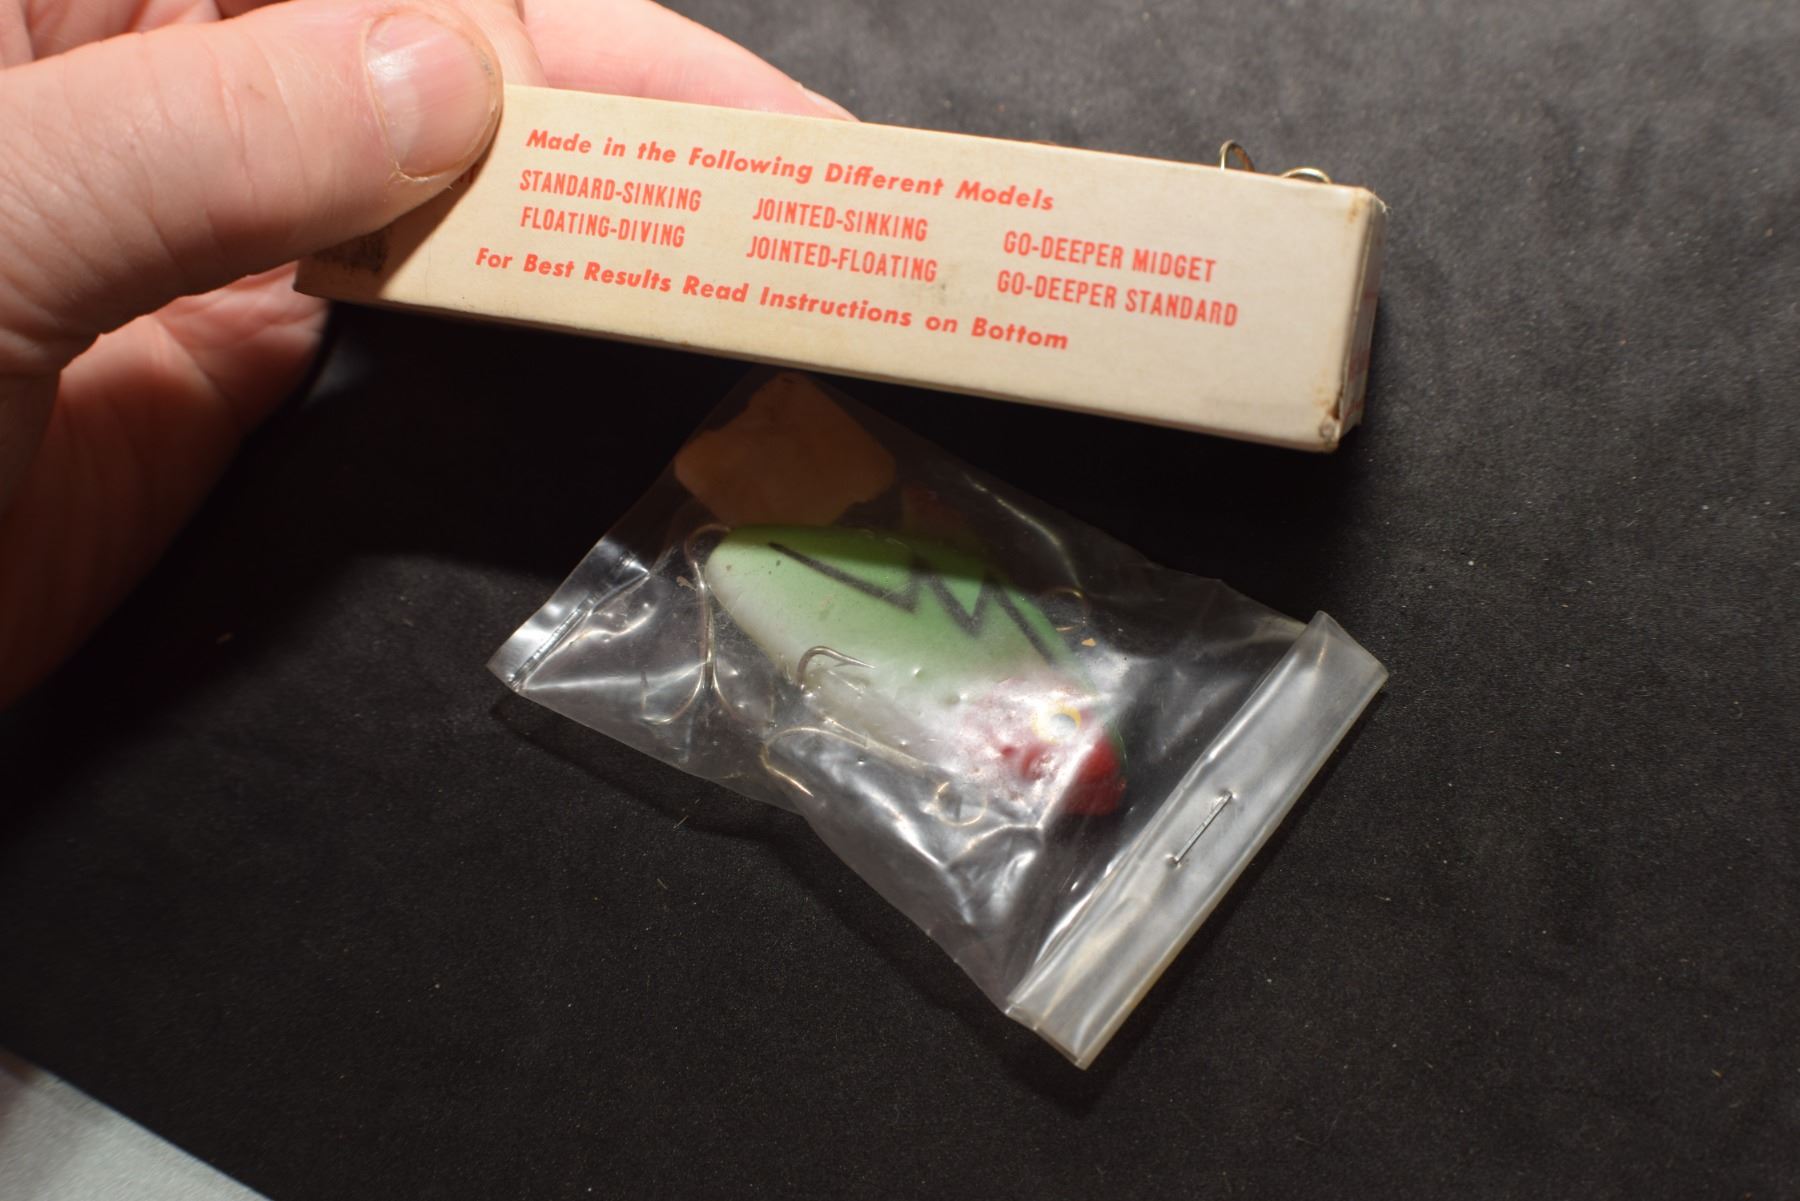 Made in the Following Different Models
STANDARD-SINKING JOINTED-SINKING GO-DEEPER MIDGET
FLOATING-DIVING JOINTED-FLOATING GO-DEEPER STANDARD
For Best Results Read Instructions on Bottom